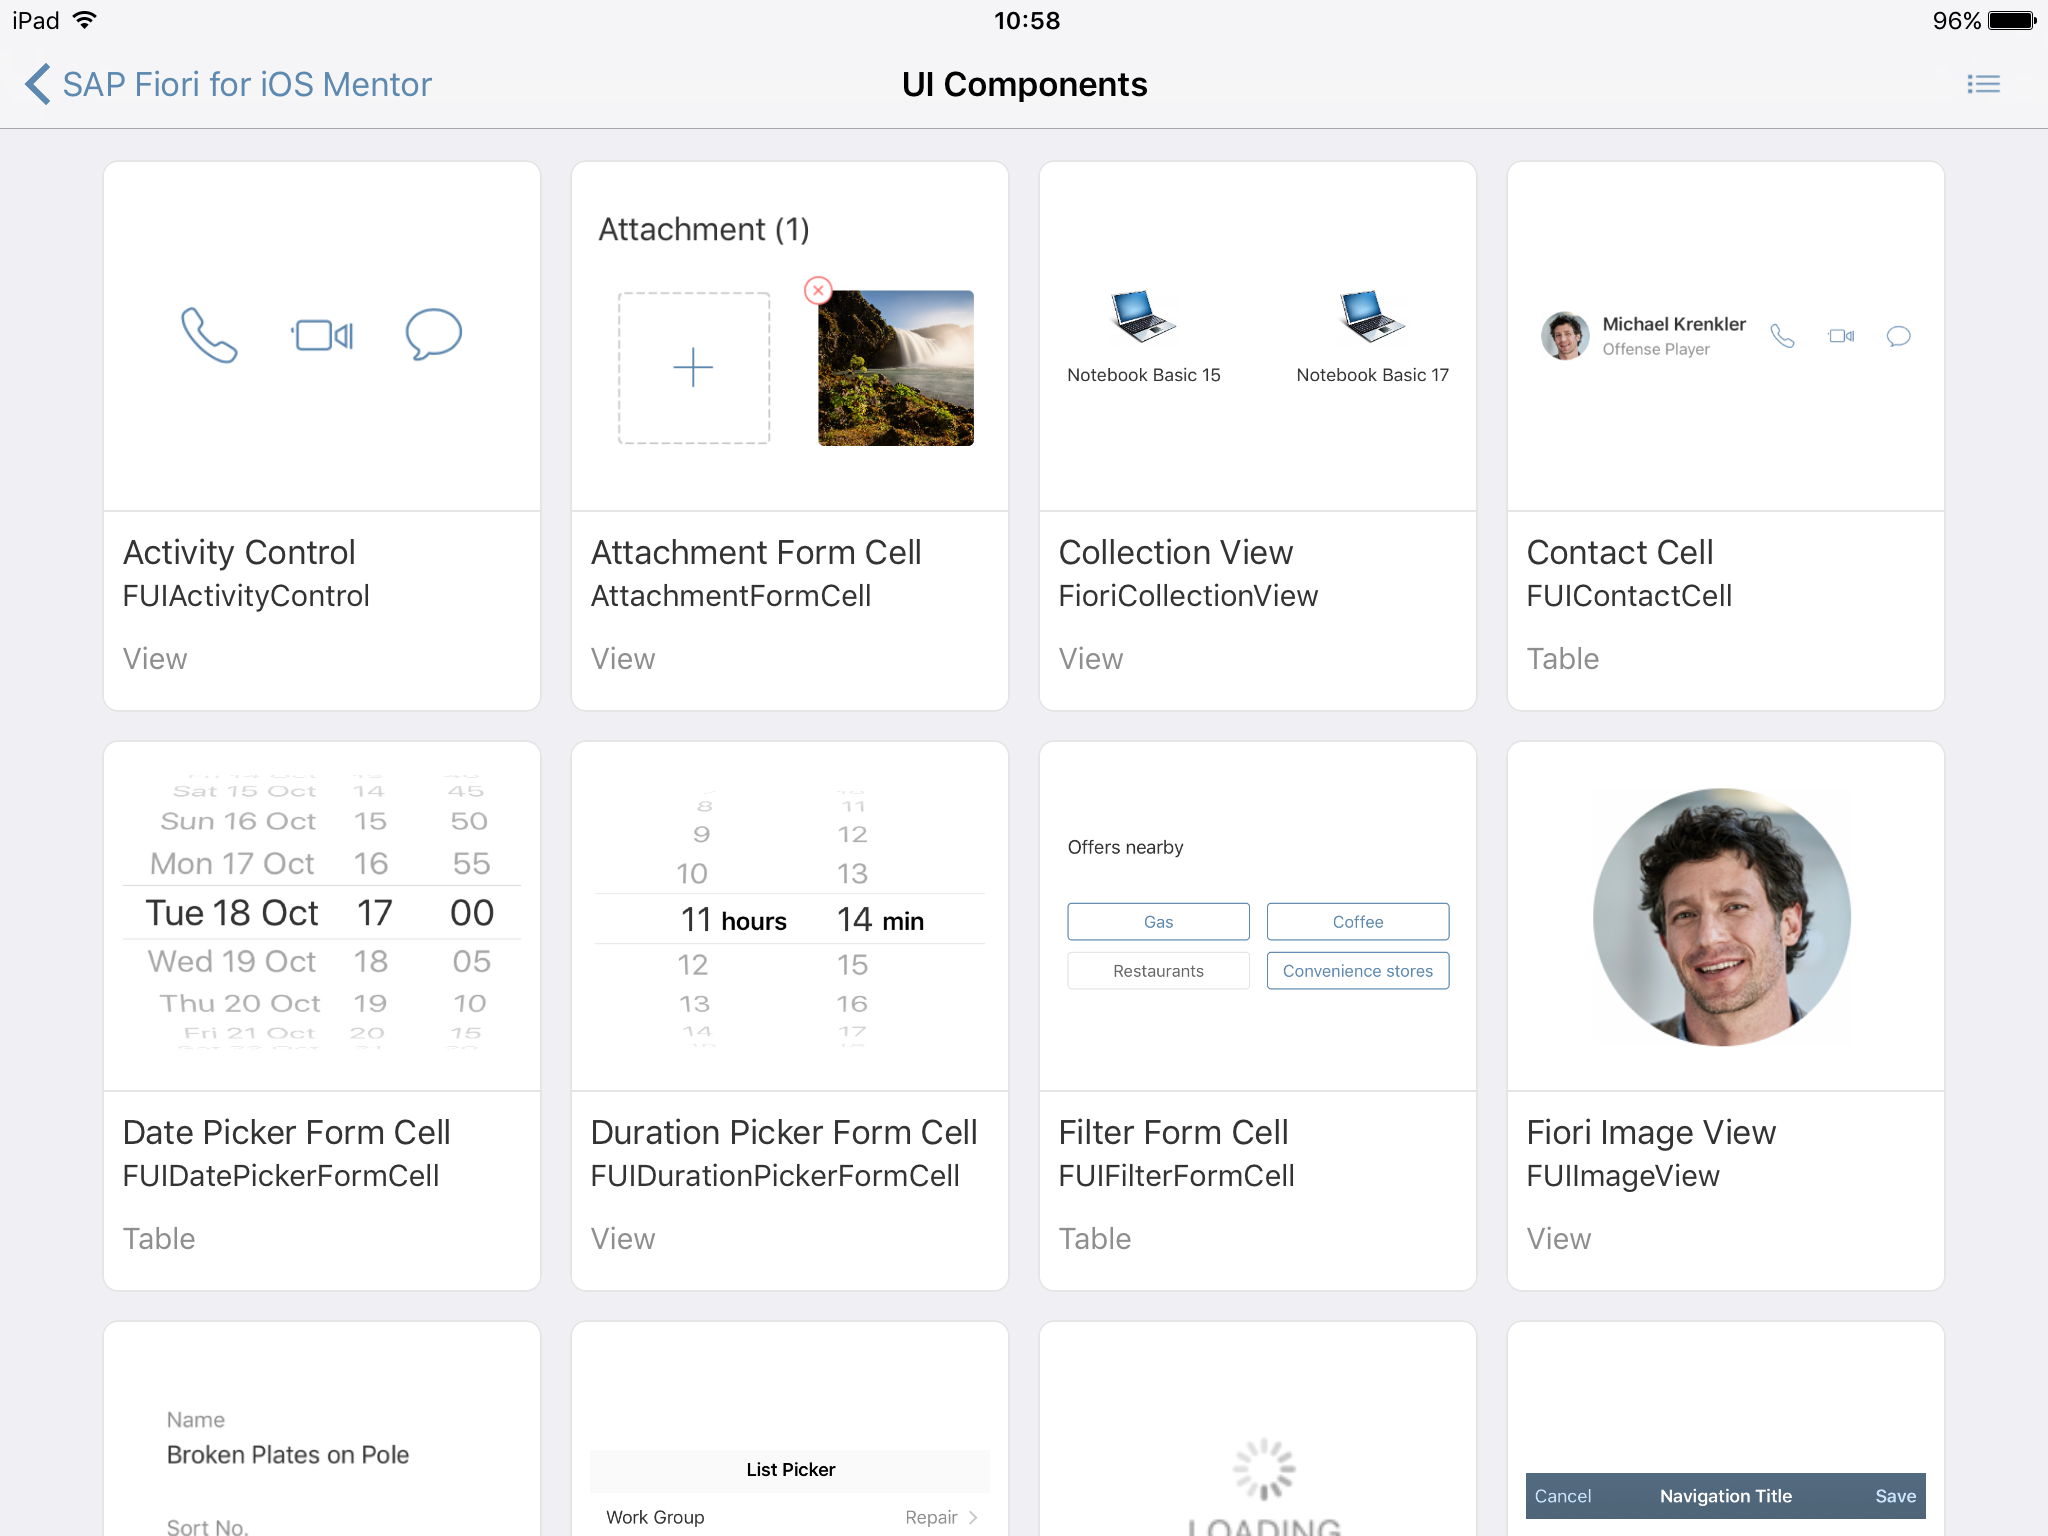 iPad 10:58 96%
SAP Fiori for iOS Mentor UI Components
Attachment (1)
Notebook Basic 15 Notebook Basic 17
Michael Krenkler
Offense Player
Activity Control
FUIActivityControl
View
Attachment Form Cell
AttachmentFormCell
View
Collection View
FioriCollectionView
View
Contact Cell
FUIContactCell
Table
Sat 15 Oct 14 45
Sun 16 Oct 15 50
Mon 17 Oct 16 55
Tue 18 Oct 17 00
Wed 19 Oct 18 05
Thu 20 Oct 19 10
Fri 21 Oct 20 15
8 11
9 12
10 13
11 hours 14 min
12 15
13 16
14 17
Offers nearby
Gas Coffee
Restaurants Convenience stores
Date Picker Form Cell
FUIDatePickerFormCell
Table
Duration Picker Form Cell
FUIDurationPickerFormCell
View
Filter Form Cell
FUIFilterFormCell
Table
Fiori Image View
FUIImageView
View
Name
Broken Plates on Pole
Sort No.
List Picker
Work Group Repair
LOADING
Cancel Navigation Title Save